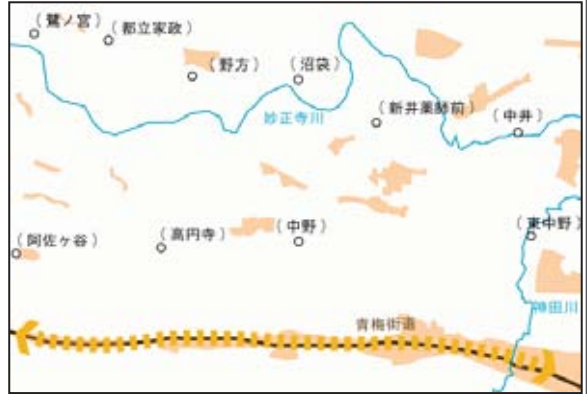 （鷺ノ宮）
（都立家政）
（野方）
（沼袋）
妙正寺川
（新井薬師前）
（中井）
（阿佐ヶ谷）
（高円寺）
（中野）
（東中野）
神田川
青梅街道